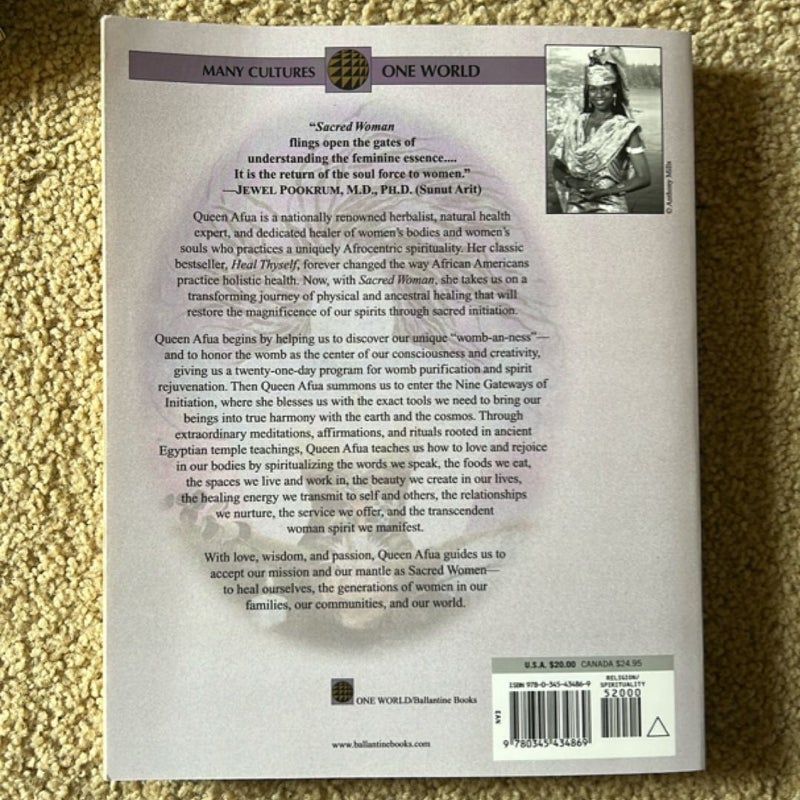 MANY CULTURES ONE WORLD
“Sacred Woman
flings open the gates of
understanding the feminine essence....
It is the return of the soul force to women.”
—JEWEL POOKRUM, M.D., PH.D. (Sunut Arit)
© Anthony Mills
Queen Afua is a nationally renowned herbalist, natural health
expert, and dedicated healer of women’s bodies and women’s
souls who practices a uniquely Afrocentric spirituality. Her classic
bestseller, Heal Thyself, forever changed the way African Americans
practice holistic health. Now, with Sacred Woman, she takes us on a
transforming journey of physical and ancestral healing that will
restore the magnificence of our spirits through sacred initiation.
Queen Afua begins by helping us to discover our unique “womb-an-ness”—
and to honor the womb as the center of our consciousness and creativity,
giving us a twenty-one-day program for womb purification and spirit
rejuvenation. Then Queen Afua summons us to enter the Nine Gateways of
Initiation, where she blesses us with the exact tools we need to bring our
beings into true harmony with the earth and the cosmos. Through
extraordinary meditations, affirmations, and rituals rooted in ancient
Egyptian temple teachings, Queen Afua teaches us how to love and rejoice
in our bodies by spiritualizing the words we speak, the foods we eat,
the spaces we live and work in, the beauty we create in our lives,
the healing energy we transmit to self and others, the relationships
we nurture, the service we offer, and the transcendent
woman spirit we manifest.
With love, wisdom, and passion, Queen Afua guides us to
accept our mission and our mantle as Sacred Women—
to heal ourselves, the generations of women in our
families, our communities, and our world.
ONE WORLD/Ballantine Books
www.ballantinebooks.com
U.S.A. $20.00 CANADA $24.95
ISBN 978-0-345-43486-9
RELIGION/
SPIRITUALITY
52000
EAN
9 780345 434869